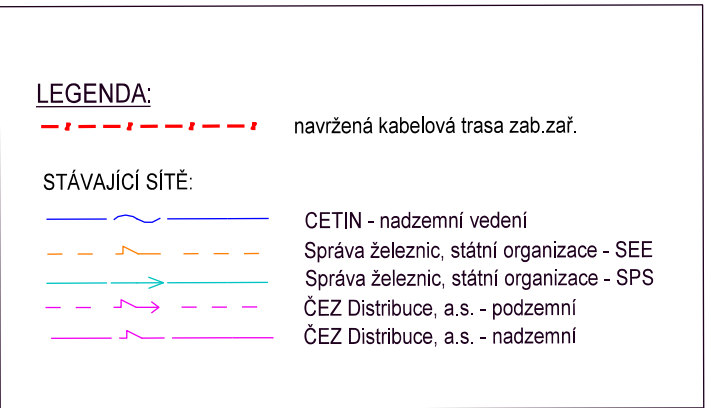 LEGENDA:
navržená kabelová trasa zab.zař.
STÁVAJÍCÍ SÍTĚ:
CETIN - nadzemní vedení
Správa železnic, státní organizace - SEE
Správa železnic, státní organizace - SPS
ČEZ Distribuce, a.s. - podzemní
ČEZ Distribuce, a.s. - nadzemní